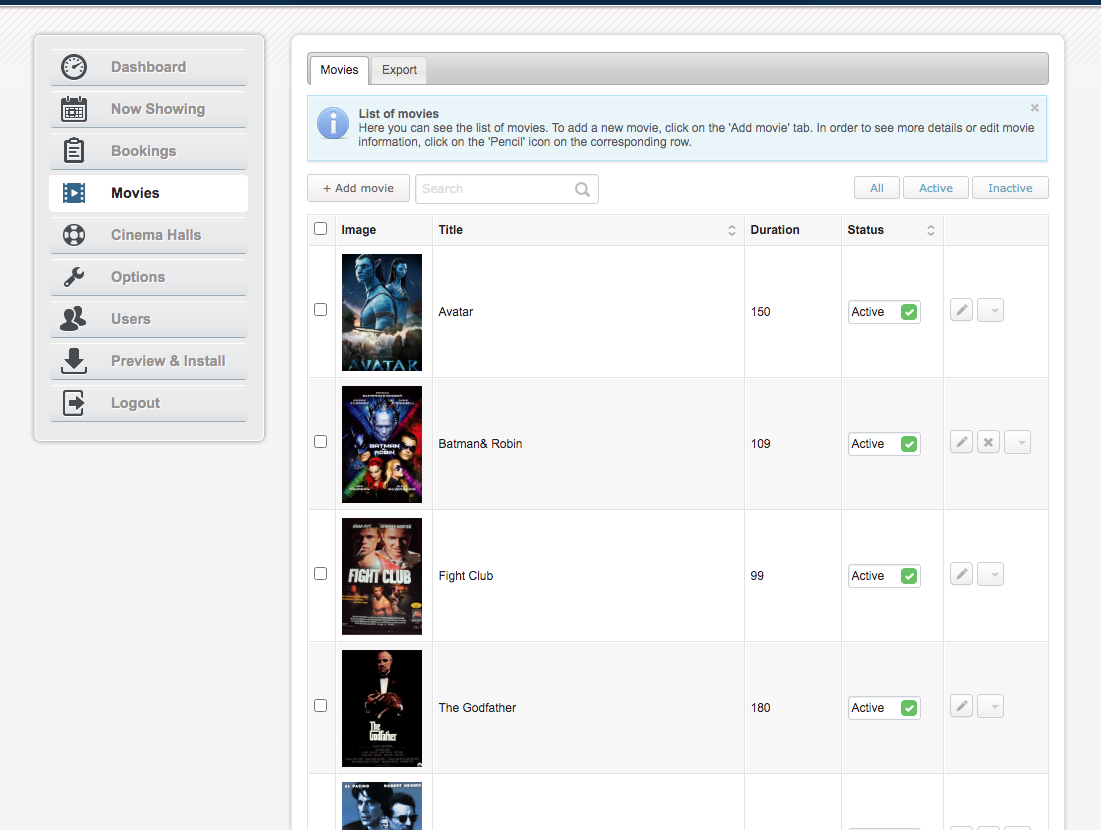 Dashboard
Now Showing
Bookings
Movies
Cinema Halls
Options
Users
Preview & Install
Logout
Movies
Export
List of movies
Here you can see the list of movies. To add a new movie, click on the 'Add movie' tab. In order to see more details or edit movie
information, click on the 'Pencil' icon on the corresponding row.
+ Add movie
Search
All
Active
Inactive
Image
Title
Duration
Status
AVATAR
Avatar
150
Active
BATMAN
ROBIN
Batman& Robin
109
Active
BRAD PITT
EDWARD NORTON
FIGHT CLUB
Fight Club
99
Active
The
Godfather
The Godfather
180
Active
AL PACINO
ROBERT DE NIRO